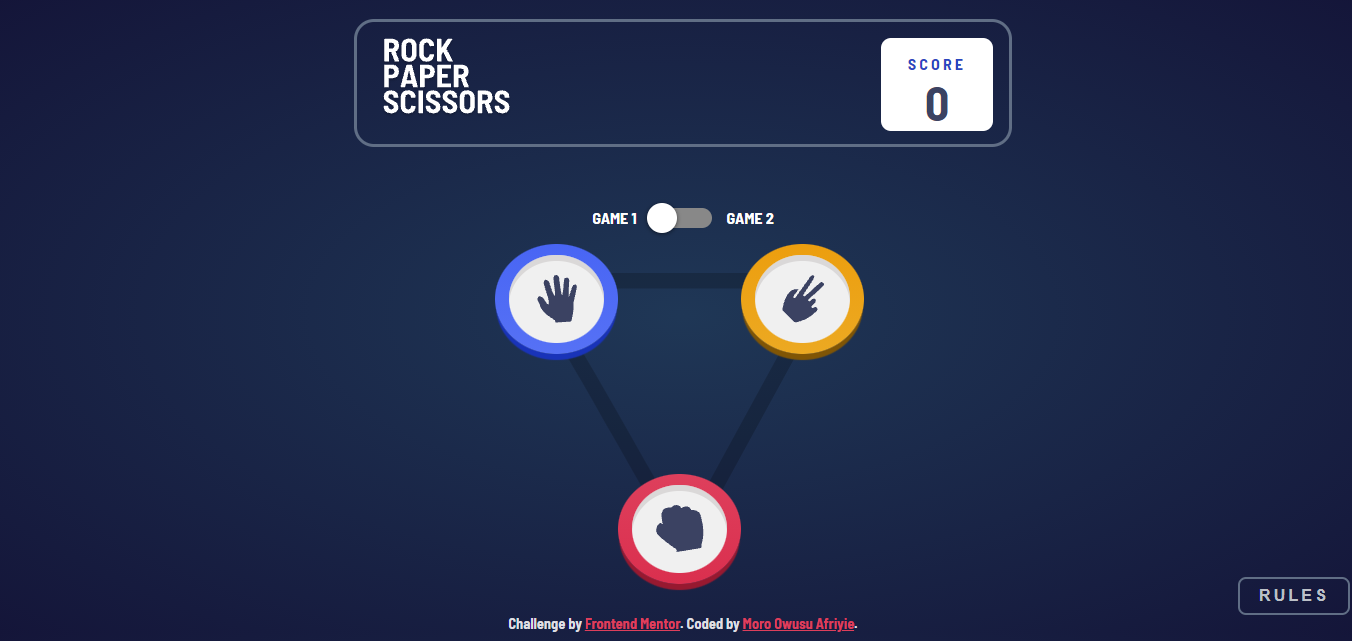 ROCK
PAPER
SCISSORS
SCORE
0
GAME 1
GAME 2
RULES
Challenge by Frontend Mentor. Coded by Moro Owusu Afriyie.